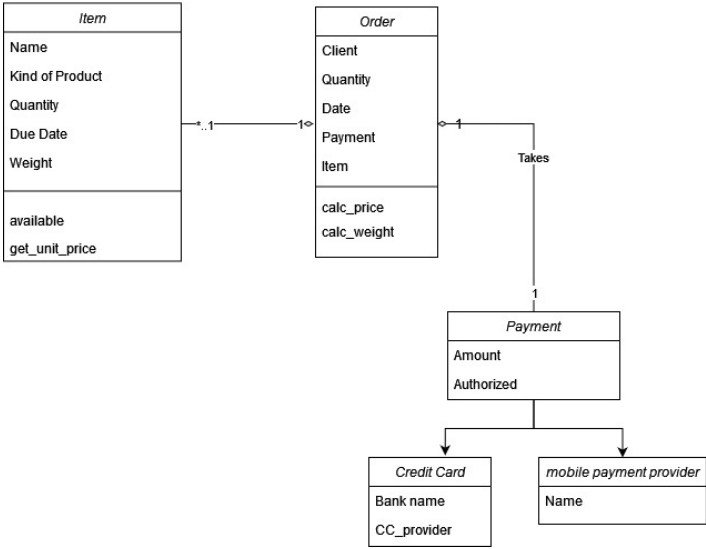 Item
Name
Kind of Product
Quantity
Due Date
Weight
available
get_unit_price
*..1
1
Order
Client
Quantity
Date
Payment
Item
calc_price
calc_weight
1
Takes
1
Payment
Amount
Authorized
Credit Card
Bank name
CC_provider
mobile payment provider
Name